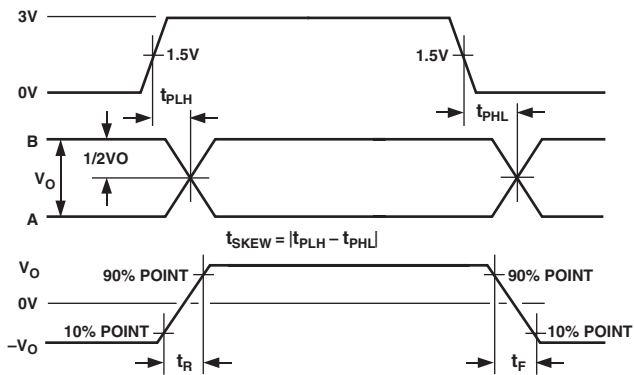 3V
1.5V
1.5V
0V
tPLH
tPHL
B
1/2VO
VO
A
tSKEW = |tPLH – tPHL|
VO
90% POINT
90% POINT
0V
10% POINT
10% POINT
–VO
tR
tF